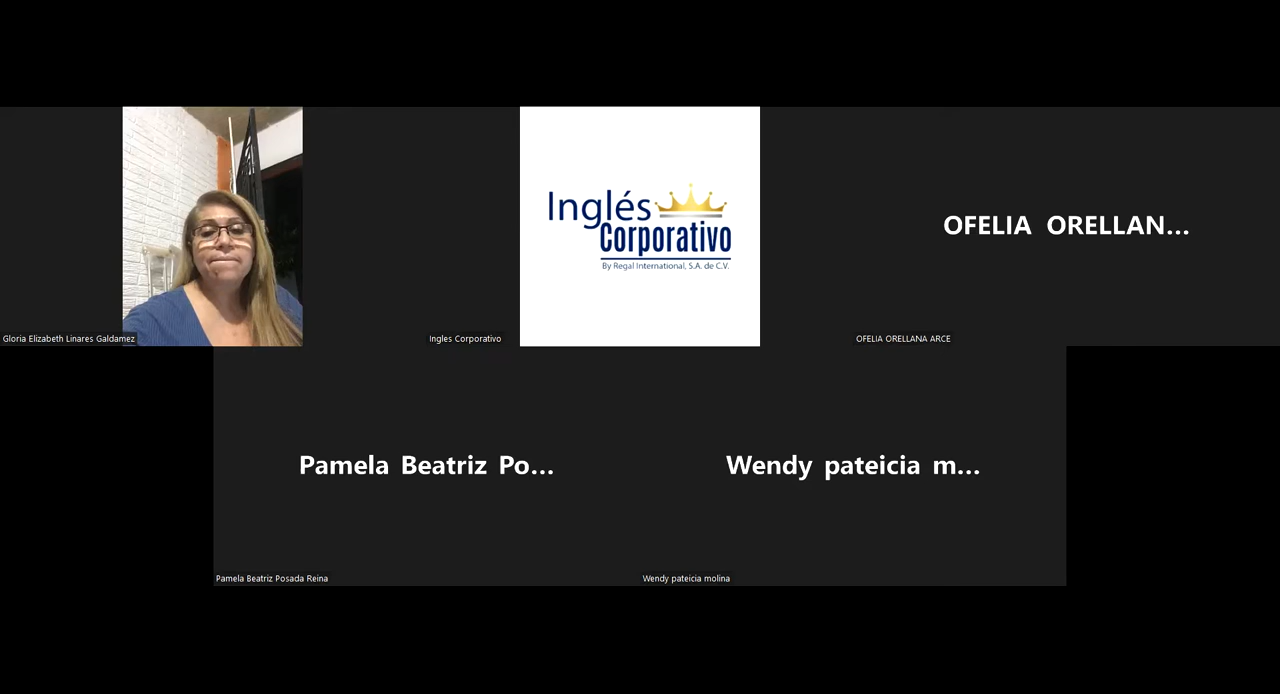 Inglés
Corporativo
By Regal International, S.A. de C.V.
OFELIA ORELLAN...
Gloria Elizabeth Linares Galdamez
Ingles Corporativo
OFELIA ORELLANA ARCE
Pamela Beatriz Po...
Wendy pateicia m...
Pamela Beatriz Posada Reina
Wendy pateicia molina